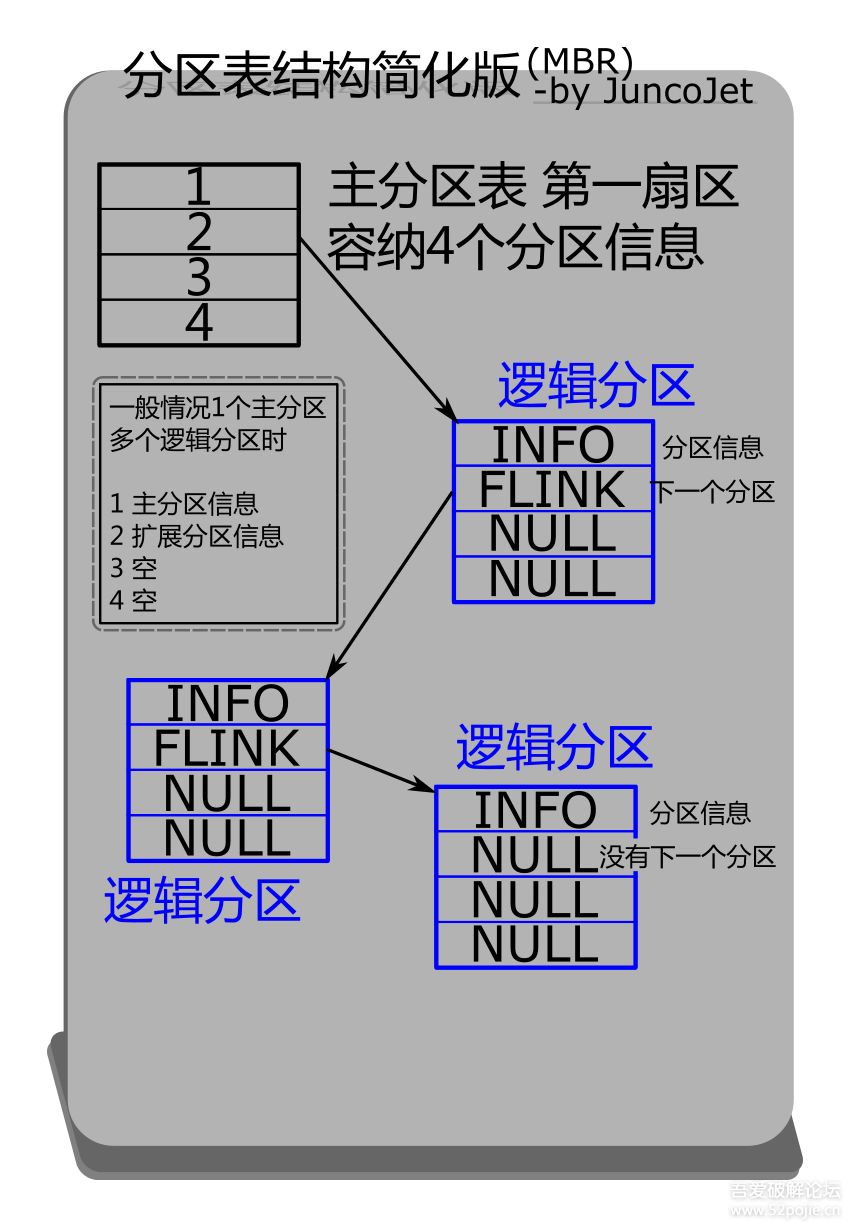 分区表结构简化版(MBR)
-by JuncoJet
1
2
3
4
主分区表 第一扇区
容纳4个分区信息
一般情况1个主分区
多个逻辑分区时
1 主分区信息
2 扩展分区信息
3 空
4 空
逻辑分区
INFO
分区信息
FLINK
下一个分区
NULL
NULL
INFO
FLINK
NULL
NULL
逻辑分区
逻辑分区
INFO
分区信息
NULL
没有下一个分区
NULL
NULL
吾爱破解论坛
www.52pojie.cn